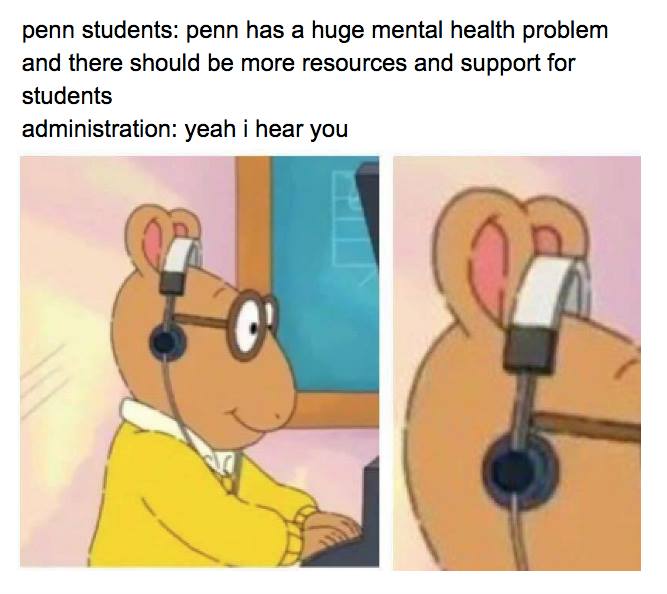 penn students: penn has a huge mental health problem
and there should be more resources and support for
students
administration: yeah i hear you